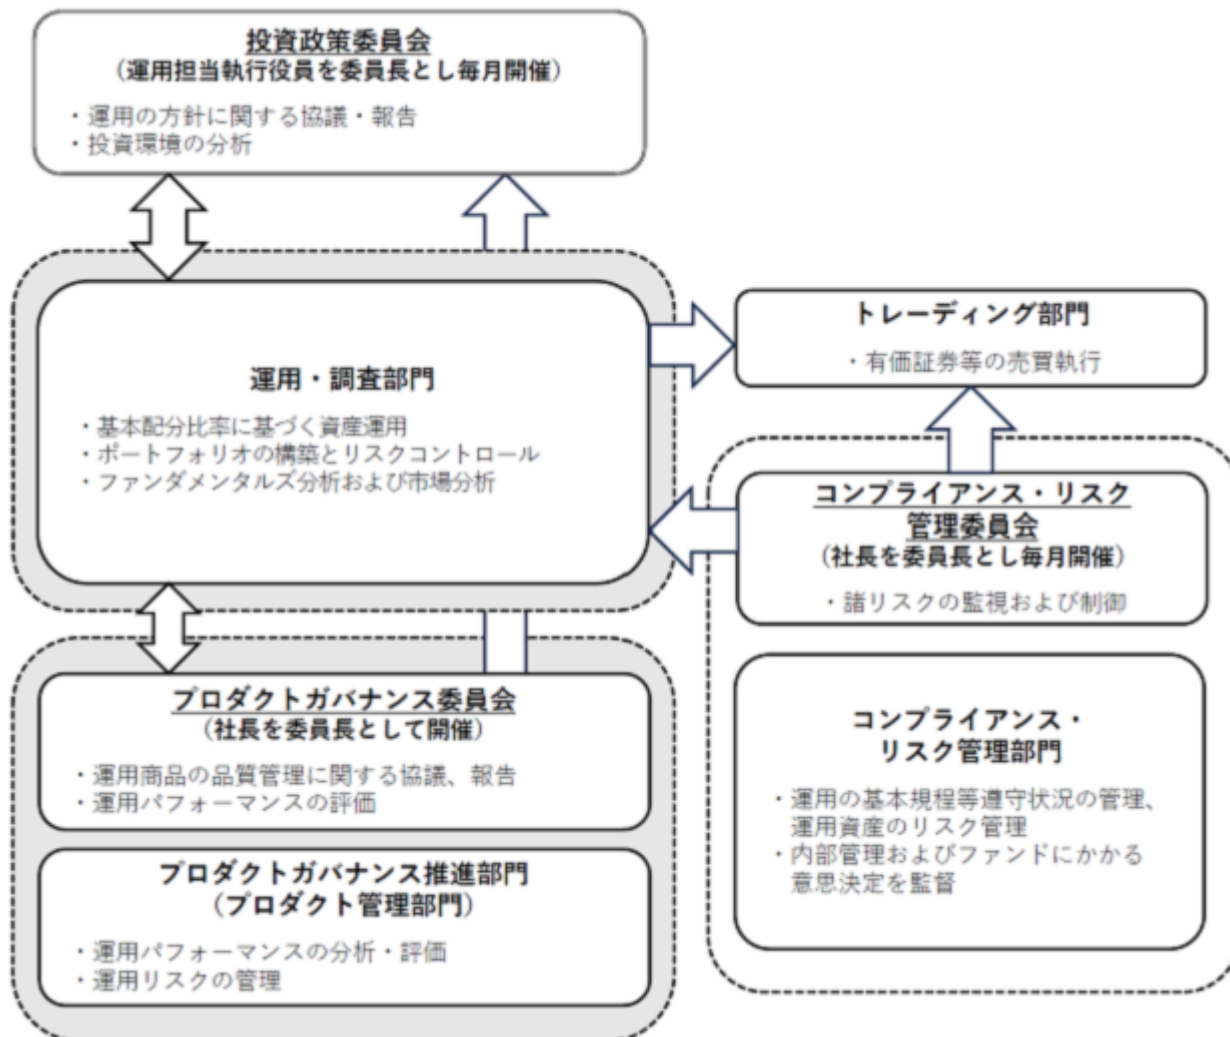 投資政策委員会
（運用担当執行役員を委員長とし毎月開催）
・運用の方針に関する協議・報告
・投資環境の分析
運用・調査部門
・基本配分比率に基づく資産運用
・ポートフォリオの構築とリスクコントロール
・ファンダメンタルズ分析および市場分析
トレーディング部門
・有価証券等の売買執行
コンプライアンス・リスク
管理委員会
（社長を委員長とし毎月開催）
・諸リスクの監視および制御
プロダクトガバナンス委員会
（社長を委員長として開催）
・運用商品の品質管理に関する協議、報告
・運用パフォーマンスの評価
プロダクトガバナンス推進部門
（プロダクト管理部門）
・運用パフォーマンスの分析・評価
・運用リスクの管理
コンプライアンス・
リスク管理部門
・運用の基本規程等遵守状況の管理、
運用資産のリスク管理
・内部管理およびファンドにかかる
意思決定を監督